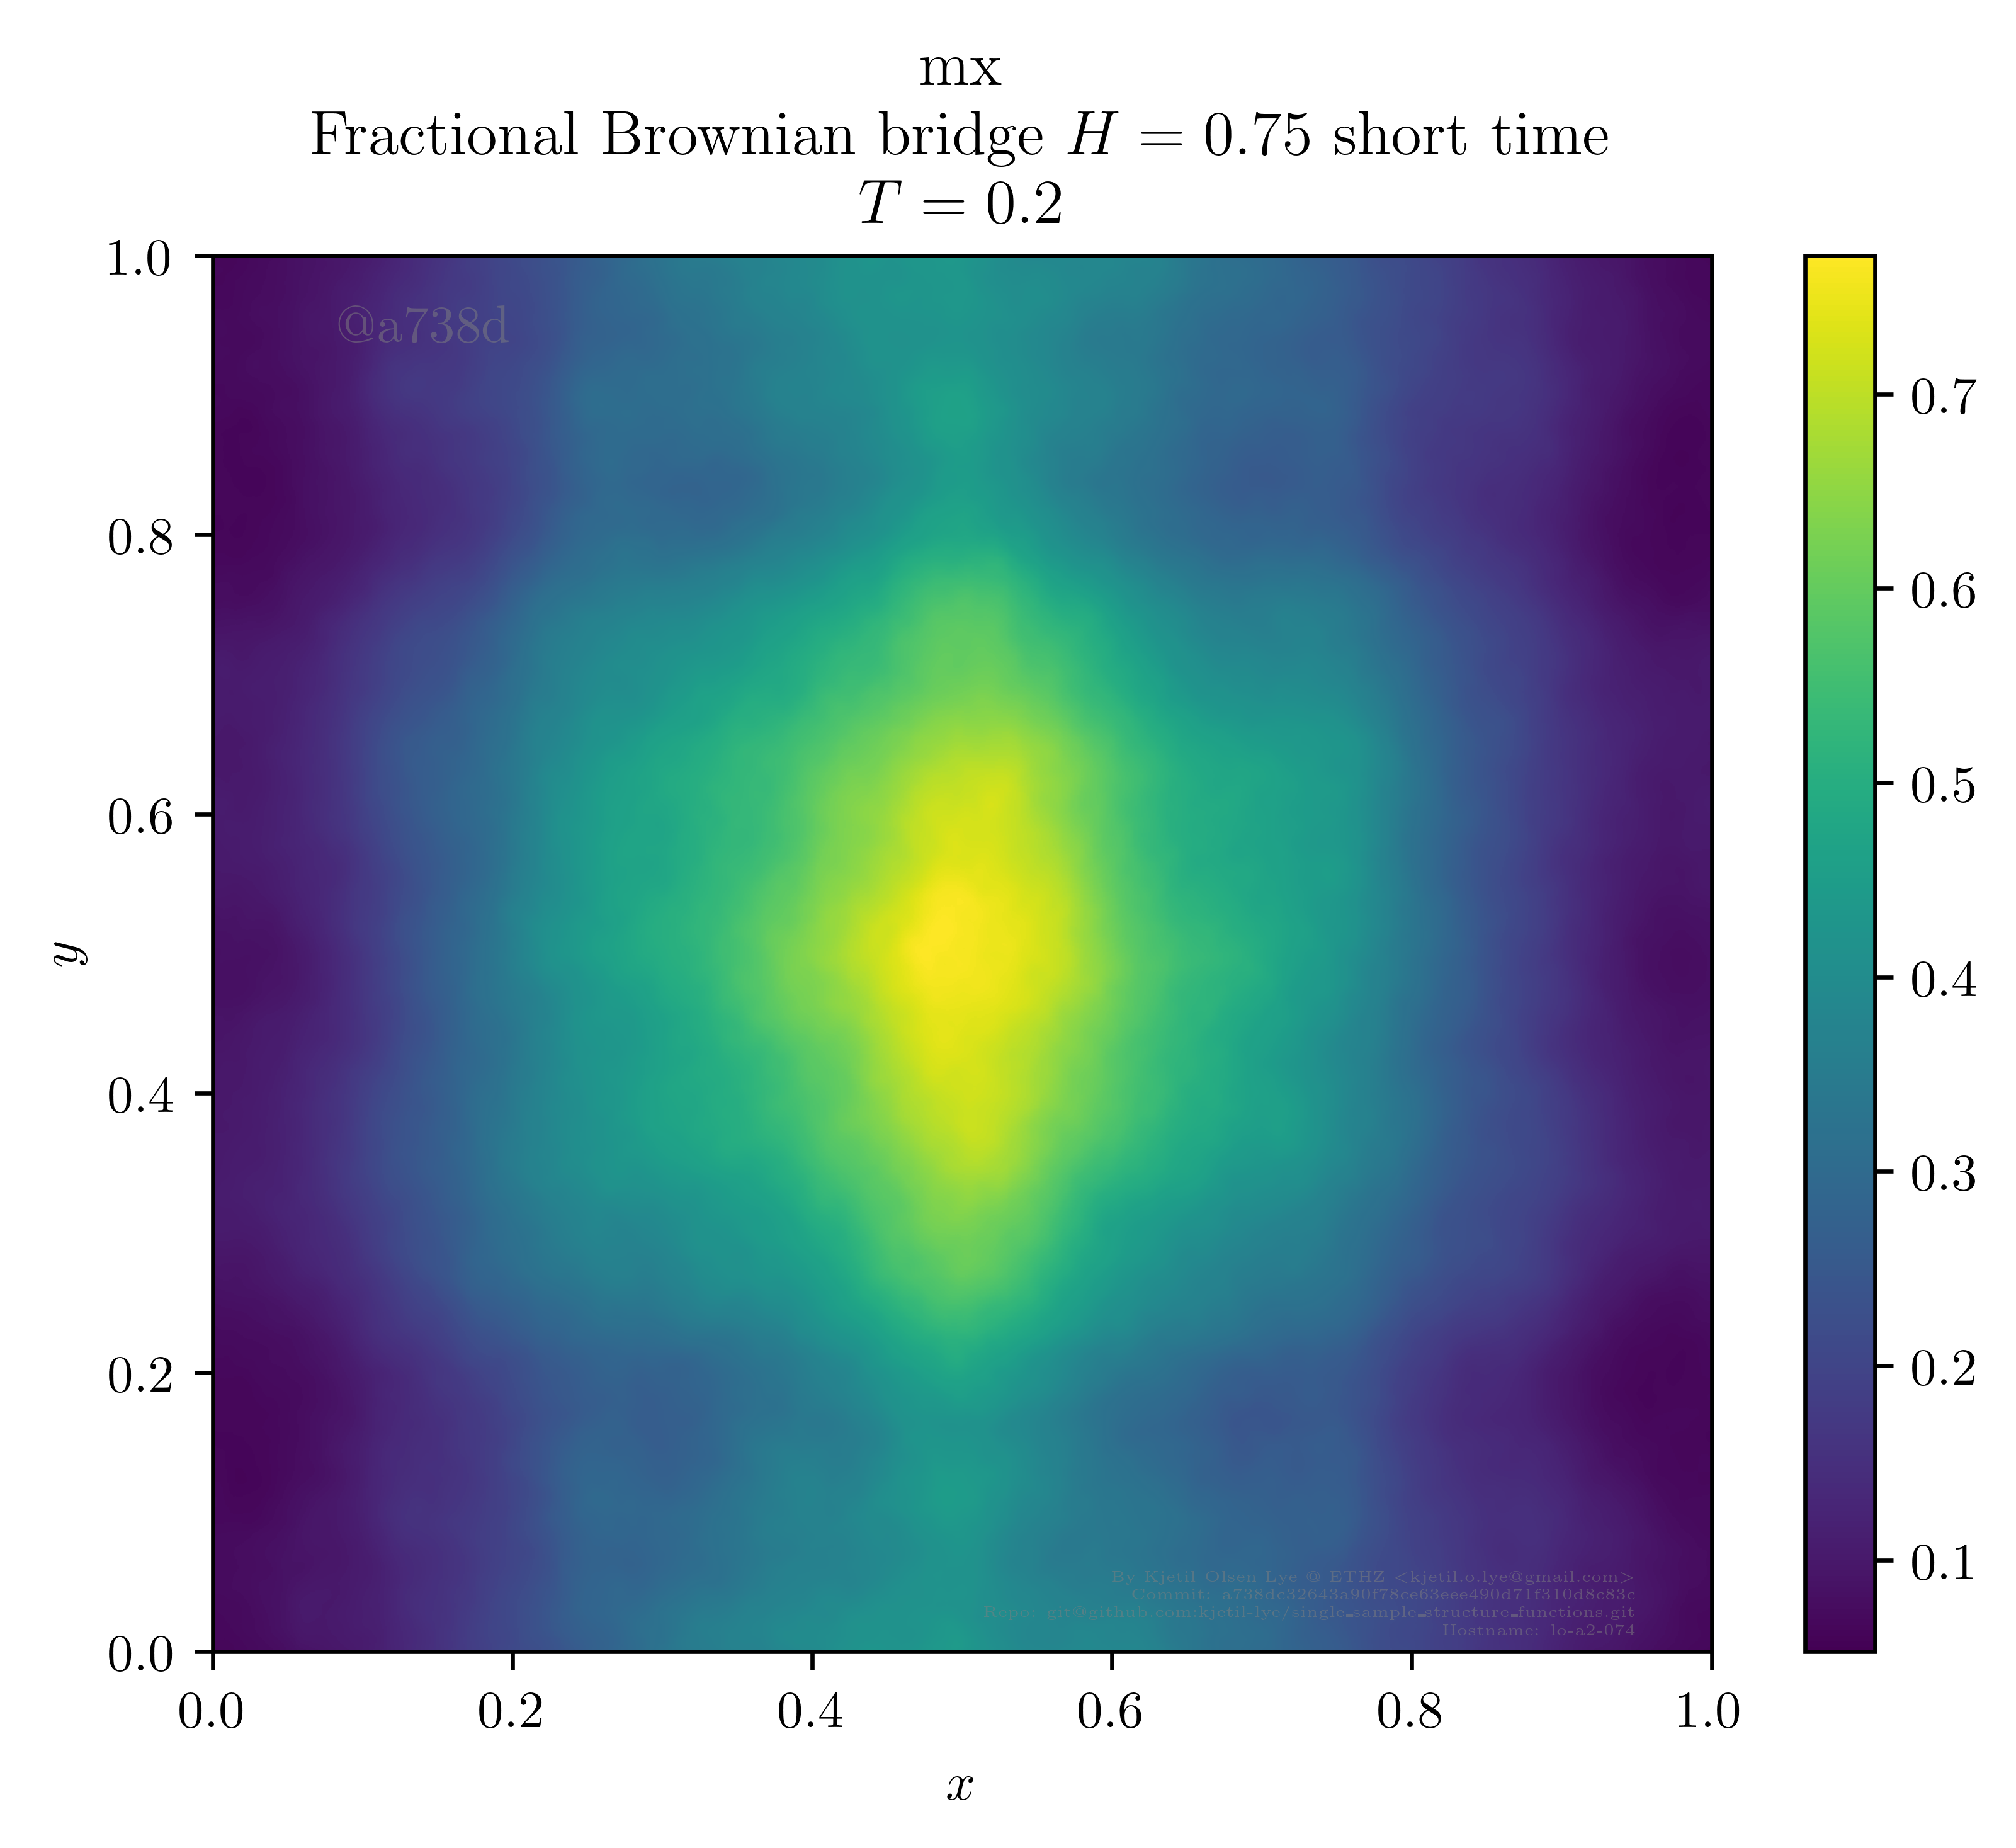 mx
Fractional Brownian bridge H = 0.75 short time
T = 0.2
1.0
@a738d
0.8
0.6
0.4
0.2
0.0
y
0.7
0.6
0.5
0.4
0.3
0.2
0.1
By Kjetil Olsen Lye @ ETHZ <kjetil.o.lye@gmail.com>
Commit: a738dc32643a90f78ce63eee490d71f310d8c83c
Repo: git@github.com:kjetil-lye/single_sample_structure_functions.git
Hostname: lo-a2-074
0.0 0.2 0.4 0.6 0.8 1.0
x